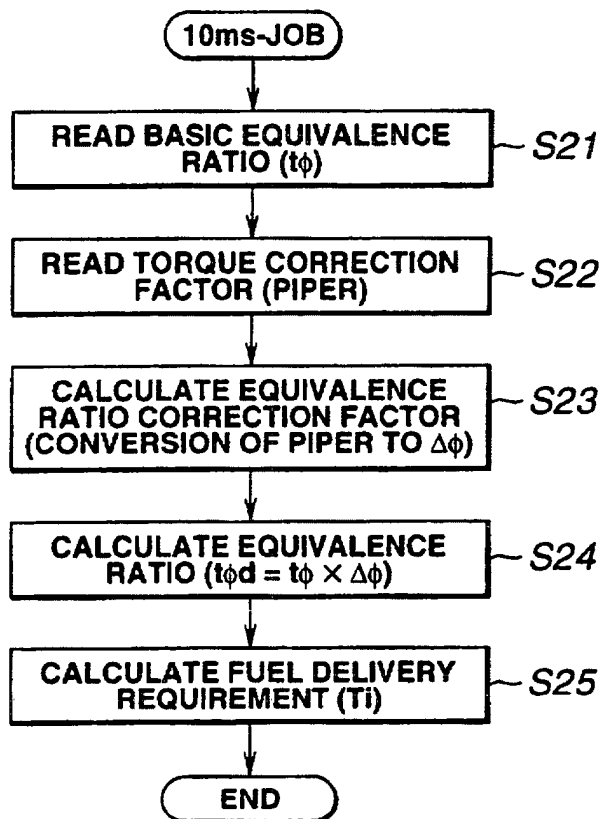 10ms-JOB
READ BASIC EQUIVALENCE
RATIO (tϕ)
S21
READ TORQUE CORRECTION
FACTOR (PIPER)
S22
CALCULATE EQUIVALENCE
RATIO CORRECTION FACTOR
(CONVERSION OF PIPER TO Δϕ)
S23
CALCULATE EQUIVALENCE
RATIO (tϕd = tϕ × Δϕ)
S24
CALCULATE FUEL DELIVERY
REQUIREMENT (Ti)
S25
END